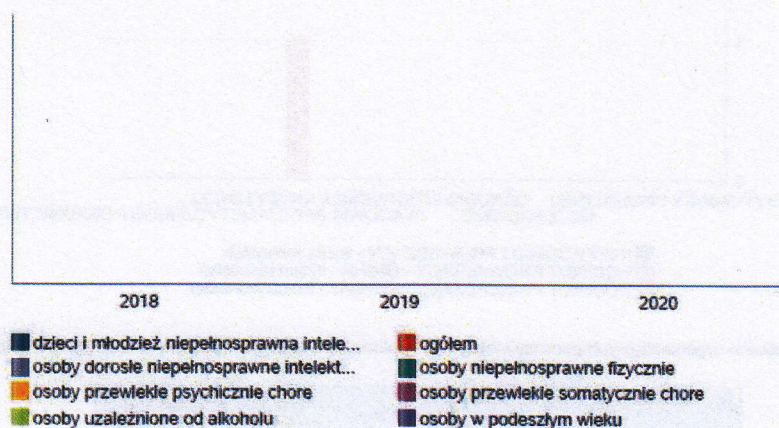 2018 2019 2020
dzieci i młodzież niepełnosprawna intele... ogółem
osoby dorosłe niepełnosprawne intelekt... osoby niepełnosprawne fizycznie
osoby przewlekle psychicznie chore osoby przewlekle somatycznie chore
osoby uzależnione od alkoholu osoby w podeszłym wieku